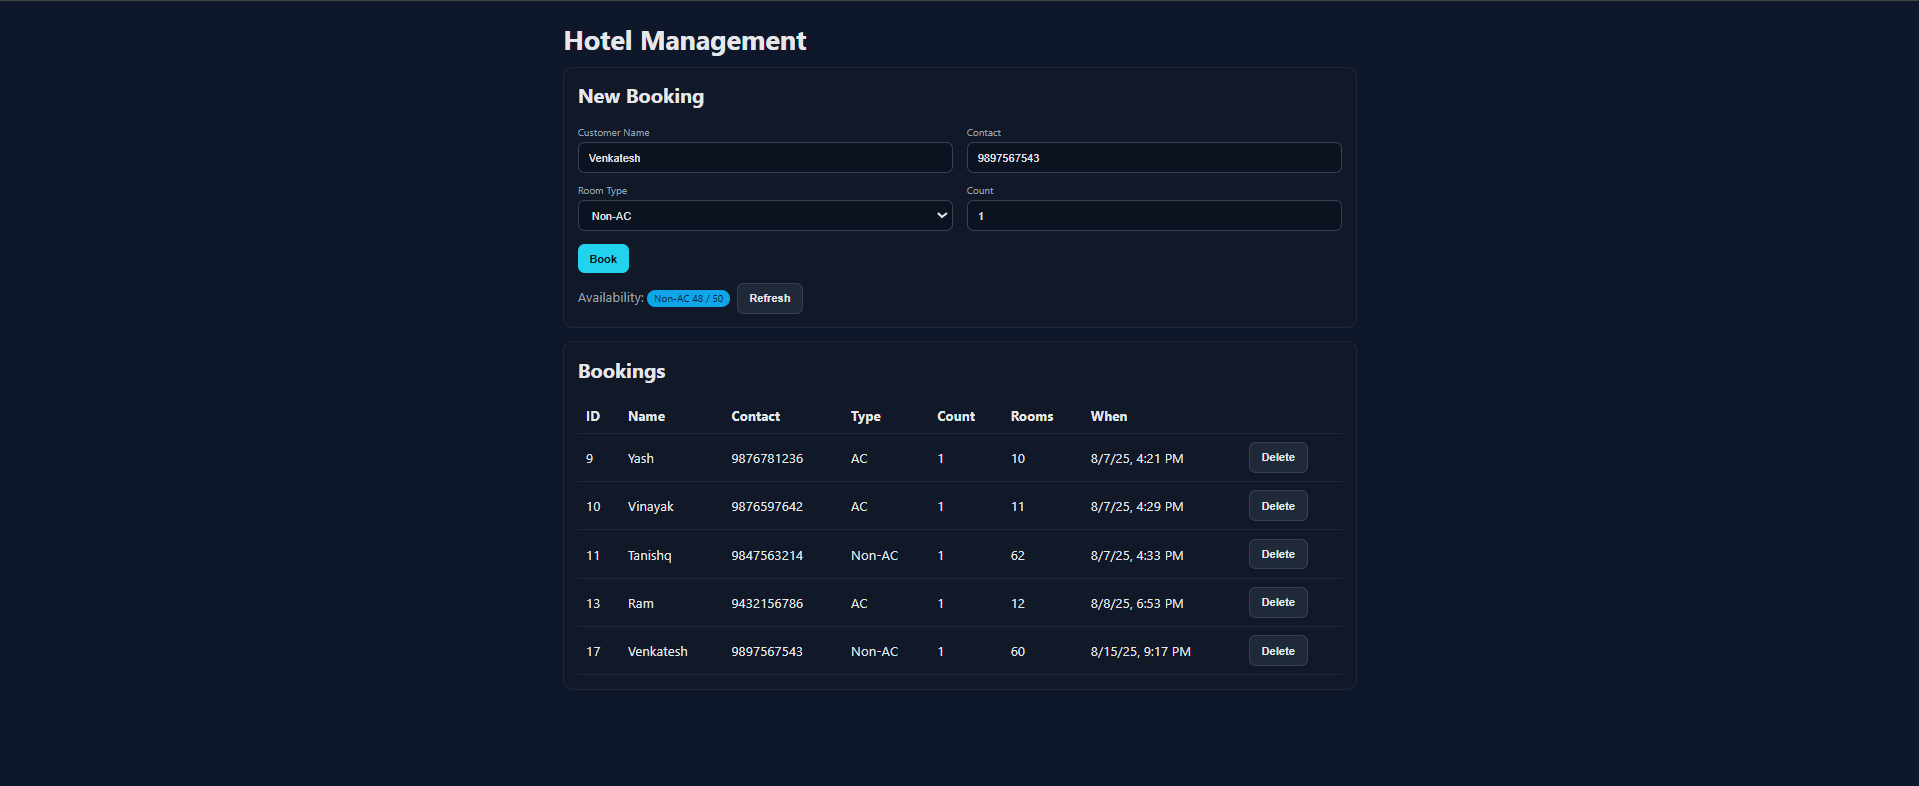 Hotel Management
New Booking
Customer Name Contact
Venkatesh 9897567543
Room Type Count
Non-AC 1
Book
Availability: Non-AC 48 / 50 Refresh
Bookings
ID Name Contact Type Count Rooms When
9 Yash 9876781236 AC 1 10 8/7/25, 4:21 PM Delete
10 Vinayak 9876597642 AC 1 11 8/7/25, 4:29 PM Delete
11 Tanishq 9847563214 Non-AC 1 62 8/7/25, 4:33 PM Delete
13 Ram 9432156786 AC 1 12 8/8/25, 6:53 PM Delete
17 Venkatesh 9897567543 Non-AC 1 60 8/15/25, 9:17 PM Delete